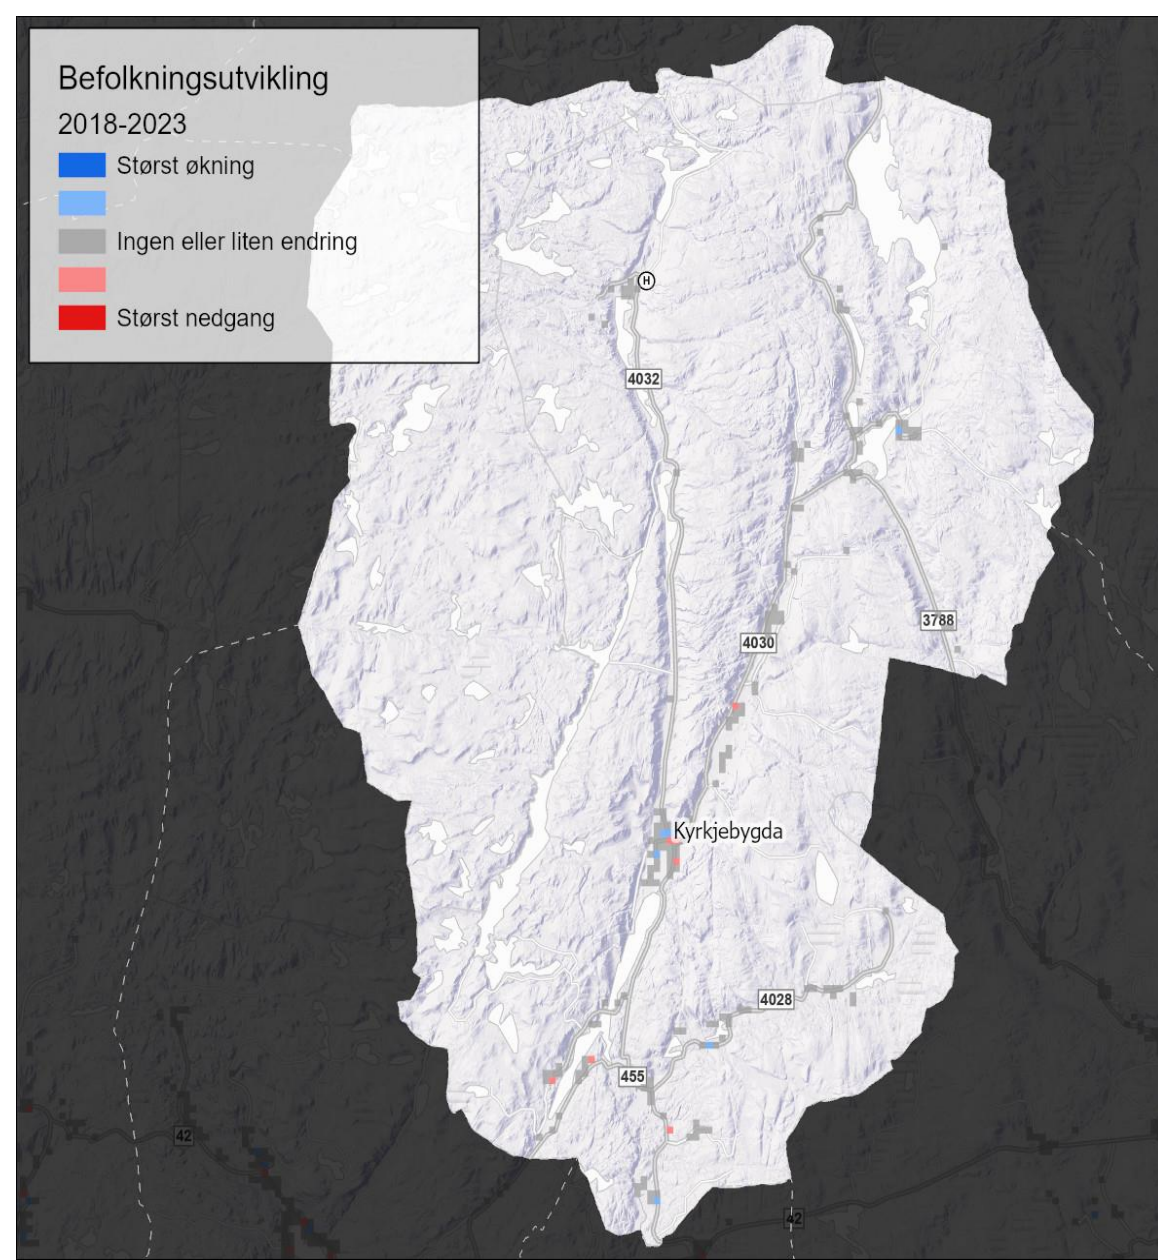 Befolkningsutvikling
2018-2023
Størst økning
Ingen eller liten endring
Størst nedgang
H
4032
4030
3788
Kyrkjebygda
4028
455
42
42